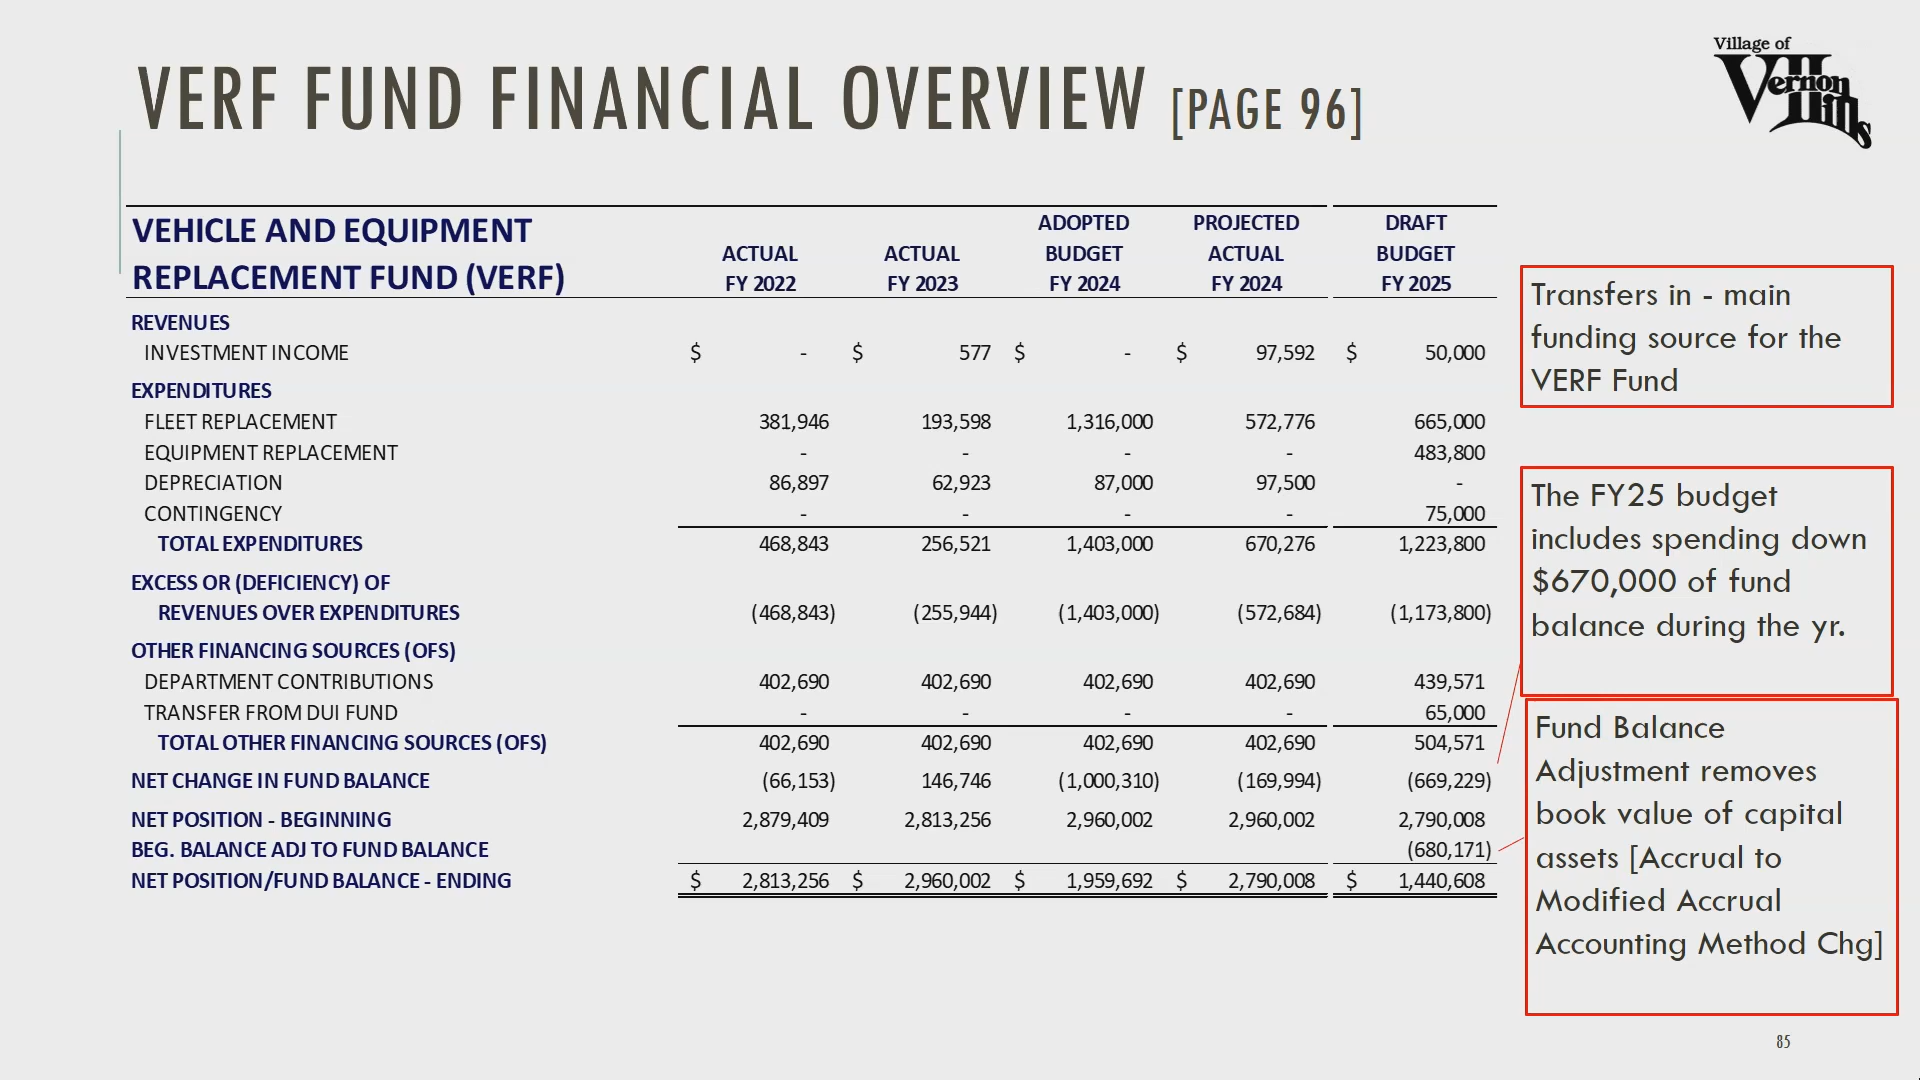 VERF FUND FINANCIAL OVERVIEW [PAGE 96]
Village of
Vernon
Hills
VEHICLE AND EQUIPMENT
REPLACEMENT FUND (VERF)
ACTUAL FY 2022
ACTUAL FY 2023
ADOPTED BUDGET FY 2024
PROJECTED ACTUAL FY 2024
DRAFT BUDGET FY 2025
REVENUES
INVESTMENT INCOME $ - $ 577 $ - $ 97,592 $ 50,000
EXPENDITURES
FLEET REPLACEMENT 381,946 193,598 1,316,000 572,776 665,000
EQUIPMENT REPLACEMENT - - - - 483,800
DEPRECIATION 86,897 62,923 87,000 97,500 -
CONTINGENCY - - - - 75,000
TOTAL EXPENDITURES 468,843 256,521 1,403,000 670,276 1,223,800
EXCESS OR (DEFICIENCY) OF
REVENUES OVER EXPENDITURES (468,843) (255,944) (1,403,000) (572,684) (1,173,800)
OTHER FINANCING SOURCES (OFS)
DEPARTMENT CONTRIBUTIONS 402,690 402,690 402,690 402,690 439,571
TRANSFER FROM DUI FUND - - - - 65,000
TOTAL OTHER FINANCING SOURCES (OFS) 402,690 402,690 402,690 402,690 504,571
NET CHANGE IN FUND BALANCE (66,153) 146,746 (1,000,310) (169,994) (669,229)
NET POSITION - BEGINNING 2,879,409 2,813,256 2,960,002 2,960,002 2,790,008
BEG. BALANCE ADJ TO FUND BALANCE (680,171)
NET POSITION/FUND BALANCE - ENDING $ 2,813,256 $ 2,960,002 $ 1,959,692 $ 2,790,008 $ 1,440,608
Transfers in - main
funding source for the
VERF Fund
The FY25 budget
includes spending down
$670,000 of fund
balance during the yr.
Fund Balance
Adjustment removes
book value of capital
assets [Accrual to
Modified Accrual
Accounting Method Chg]
85